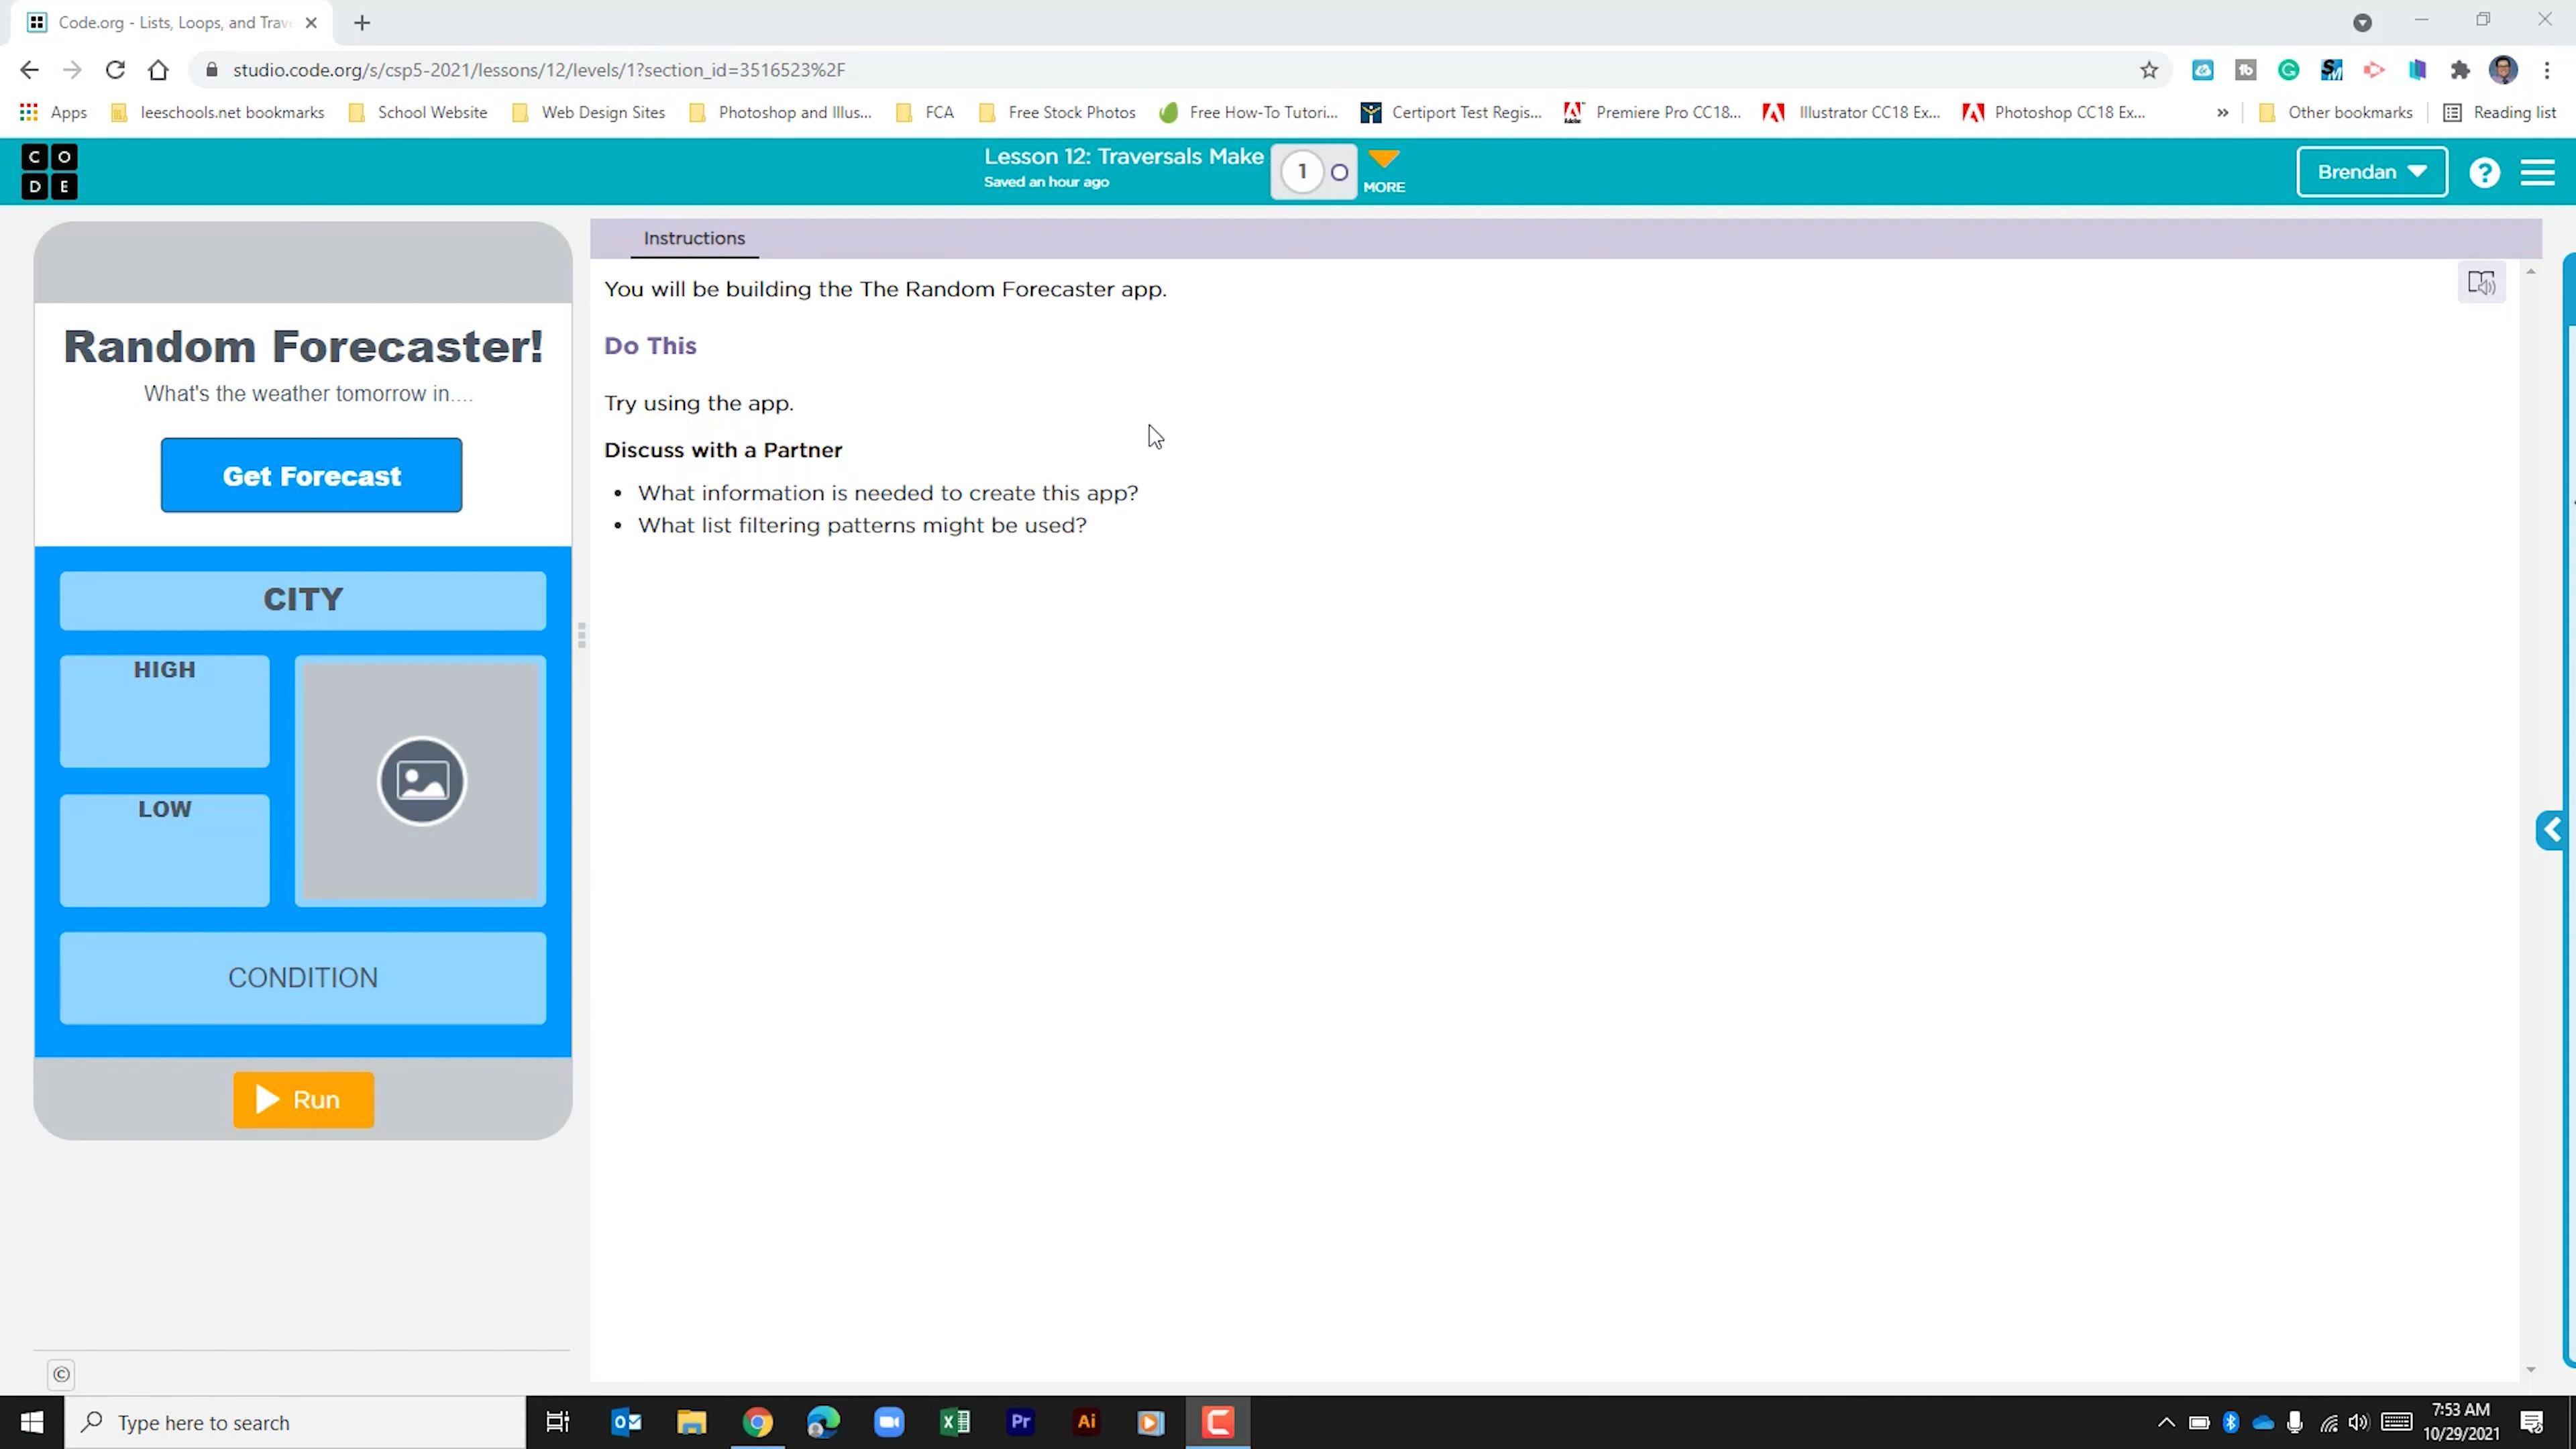 Code.org - Lists, Loops, and Trav
studio.code.org/s/csp5-2021/lessons/12/levels/1?section_id=3516523%2F
Apps
leeschools.net bookmarks
School Website
Web Design Sites
Photoshop and Illus...
FCA
Free Stock Photos
Free How-To Tutori...
Certiport Test Regis...
Premiere Pro CC18...
Illustrator CC18 Ex...
Photoshop CC18 Ex...
»
Other bookmarks
Reading list
C O
D E
Lesson 12: Traversals Make
Saved an hour ago
1
MORE
Brendan
?
Random Forecaster!
What's the weather tomorrow in....
Get Forecast
CITY
HIGH
LOW
CONDITION
Run
©
Instructions
You will be building the The Random Forecaster app.
Do This
Try using the app.
Discuss with a Partner
• What information is needed to create this app?
• What list filtering patterns might be used?
Type here to search
Pr
Ai
7:53 AM
10/29/2021